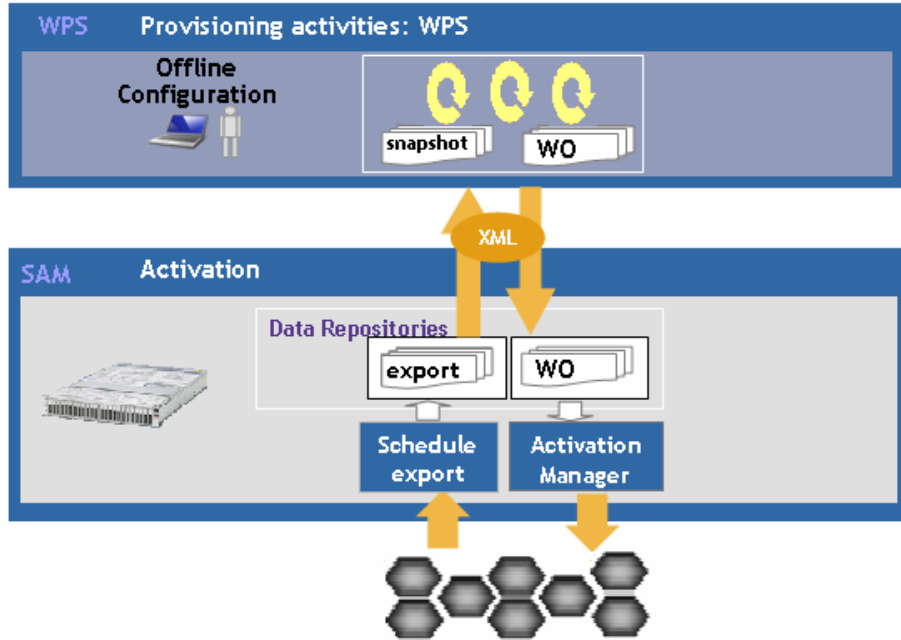 WPS Provisioning activities: WPS
Offline
Configuration
snapshot
WO
XML
SAM Activation
Data Repositories
export
WO
Schedule
export
Activation
Manager